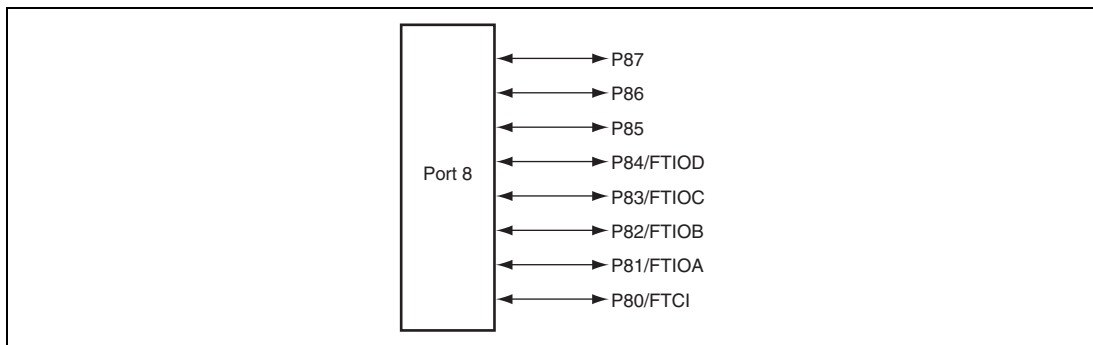 Port 8
P87
P86
P85
P84/FTIOD
P83/FTIOC
P82/FTIOB
P81/FTIOA
P80/FTCI